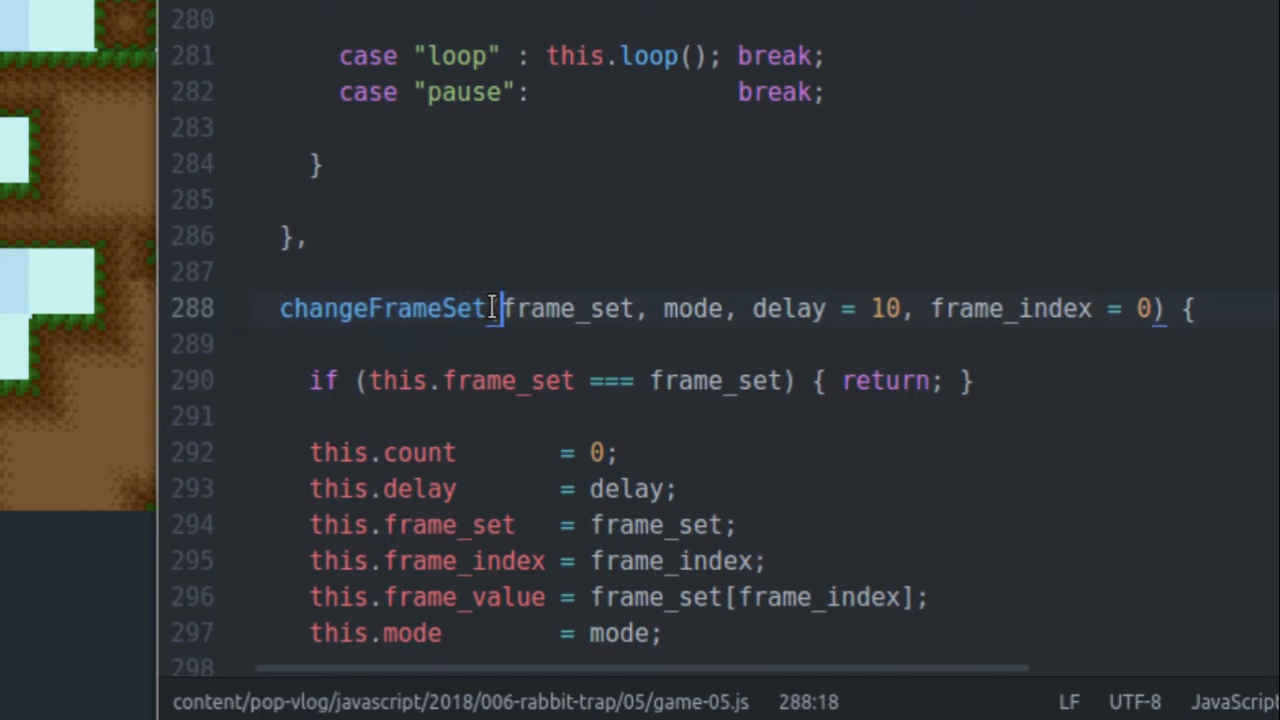 280
281 case "loop" : this.loop(); break;
282 case "pause": break;
283
284 }
285
286 },
287
288 changeFrameSet(frame_set, mode, delay = 10, frame_index = 0) {
289
290 if (this.frame_set === frame_set) { return; }
291
292 this.count = 0;
293 this.delay = delay;
294 this.frame_set = frame_set;
295 this.frame_index = frame_index;
296 this.frame_value = frame_set[frame_index];
297 this.mode = mode;
298
content/pop-vlog/javascript/2018/006-rabbit-trap/05/game-05.js 288:18 LF UTF-8 JavaScrip